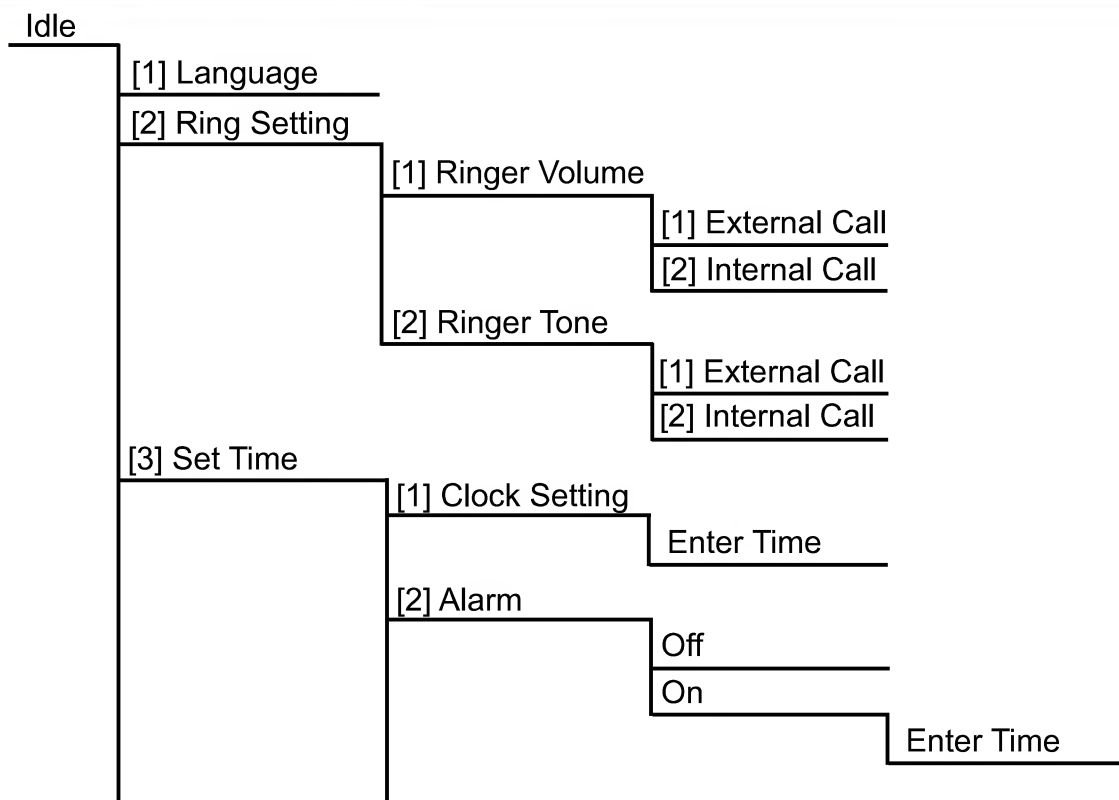 Idle
[1] Language
[2] Ring Setting
[1] Ringer Volume
[1] External Call
[2] Internal Call
[2] Ringer Tone
[1] External Call
[2] Internal Call
[3] Set Time
[1] Clock Setting
Enter Time
[2] Alarm
Off
On
Enter Time